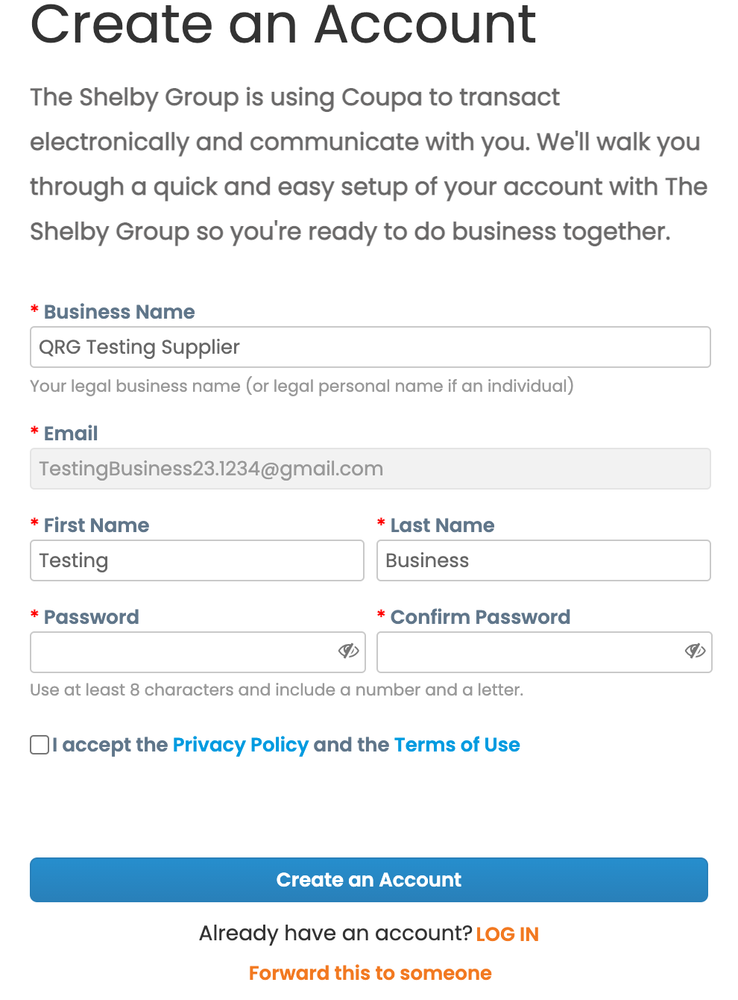 Create an Account
The Shelby Group is using Coupa to transact
electronically and communicate with you. We'll walk you
through a quick and easy setup of your account with The
Shelby Group so you're ready to do business together.
* Business Name
QRG Testing Supplier
Your legal business name (or legal personal name if an individual)
* Email
TestingBusiness23.1234@gmail.com
* First Name * Last Name
Testing Business
* Password * Confirm Password
Use at least 8 characters and include a number and a letter.
I accept the Privacy Policy and the Terms of Use
Create an Account
Already have an account? LOG IN
Forward this to someone